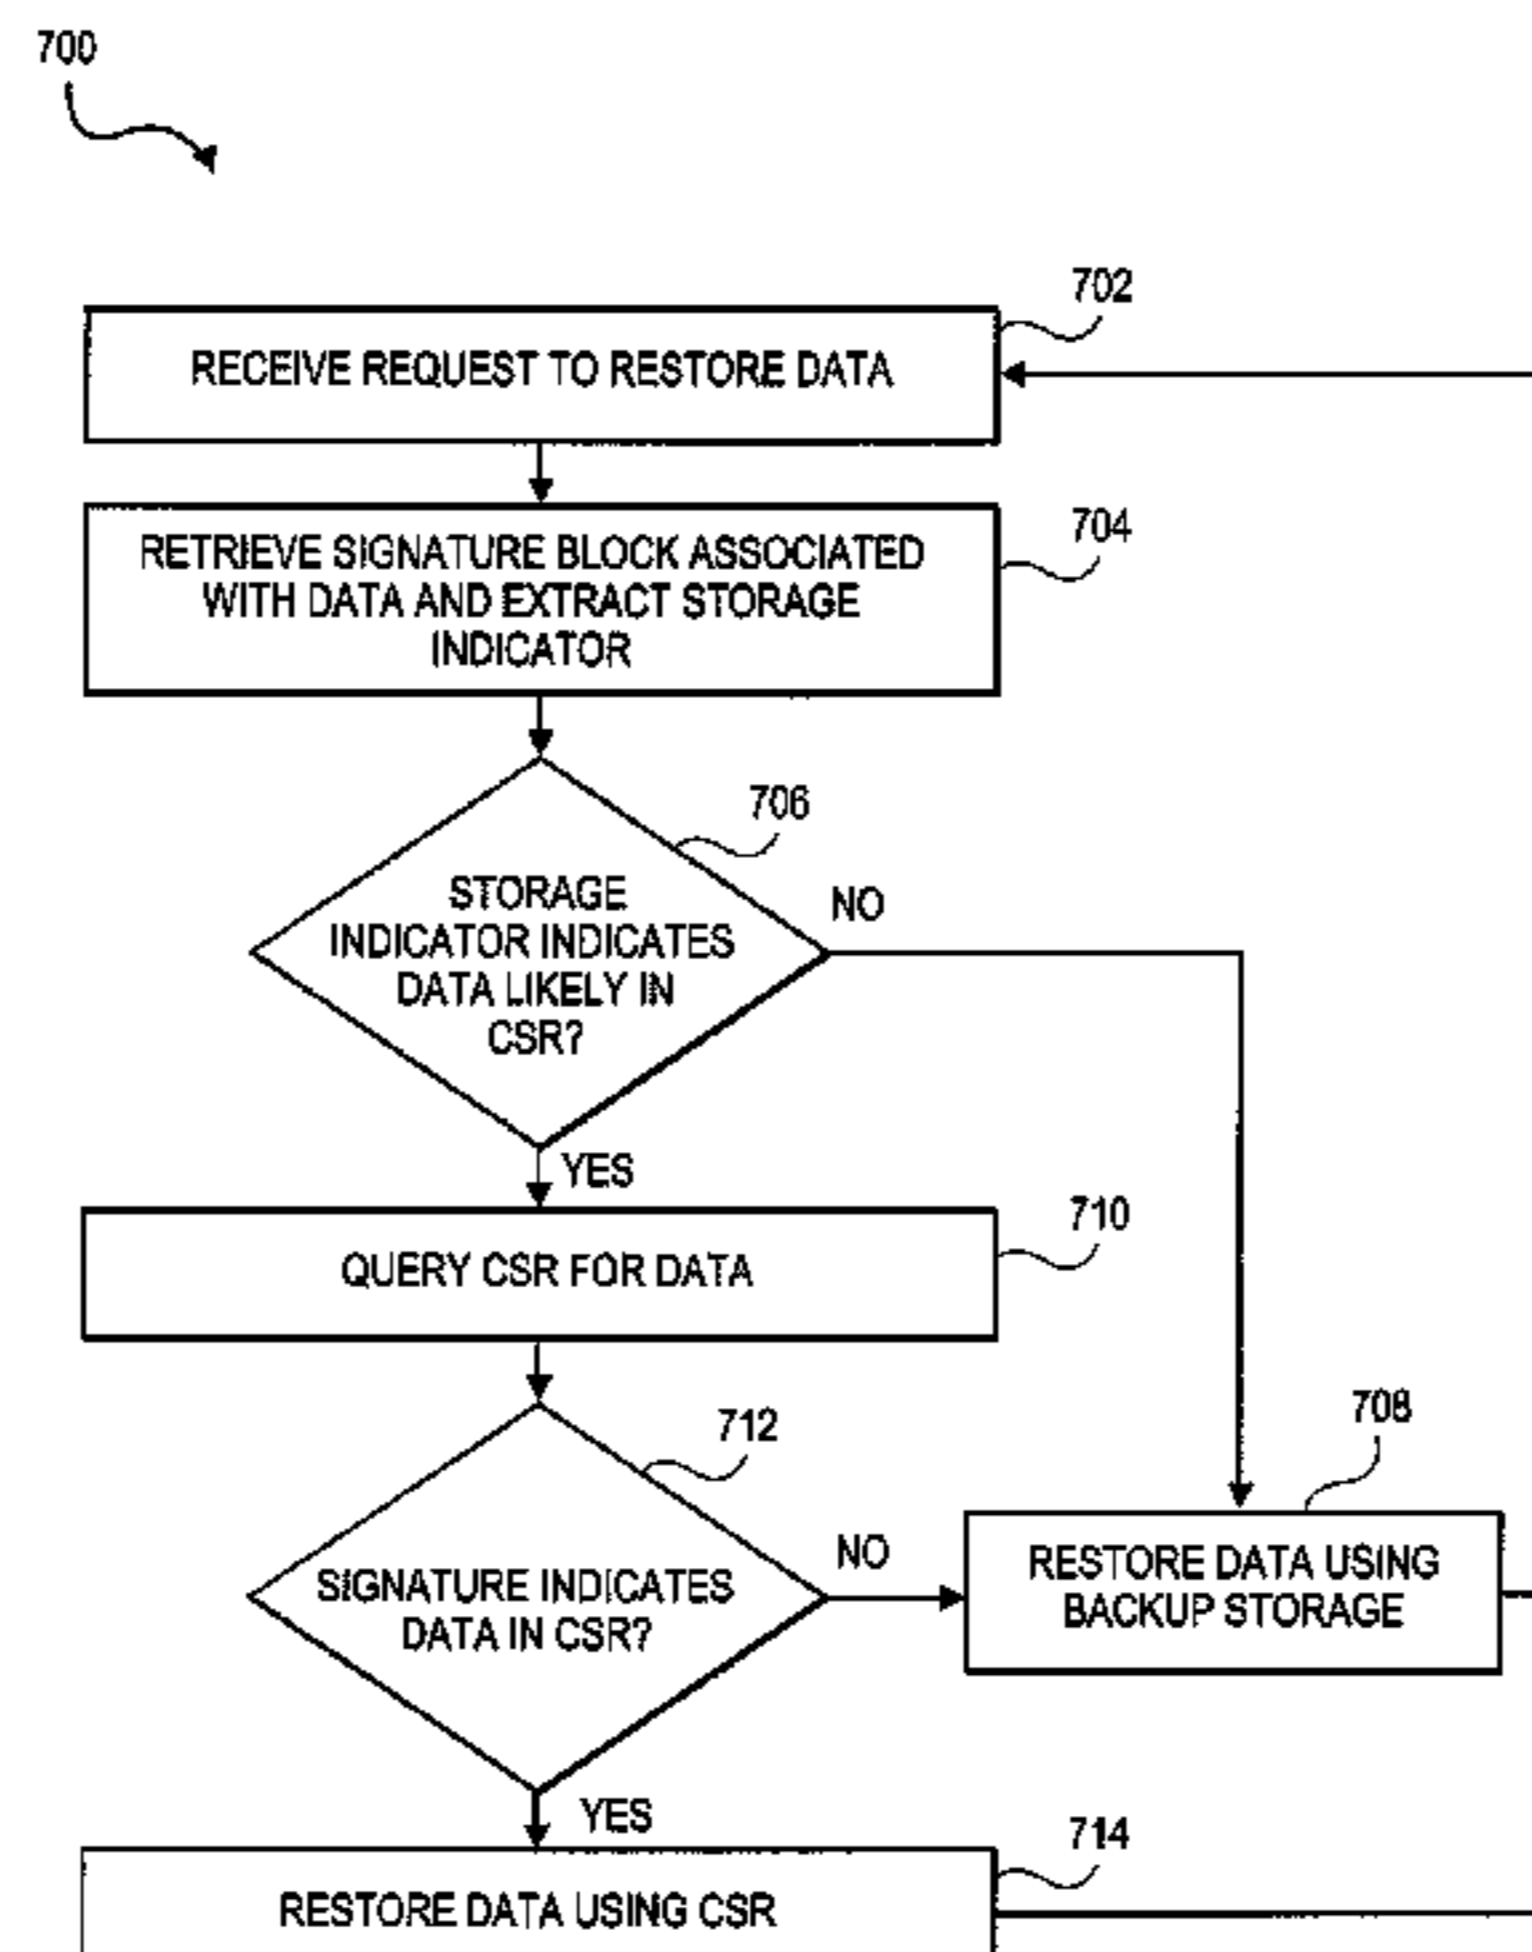 700
702
RECEIVE REQUEST TO RESTORE DATA
704
RETRIEVE SIGNATURE BLOCK ASSOCIATED
WITH DATA AND EXTRACT STORAGE
INDICATOR
706
STORAGE
INDICATOR INDICATES
DATA LIKELY IN
CSR?
NO
YES
710
QUERY CSR FOR DATA
712
SIGNATURE INDICATES
DATA IN CSR?
NO
708
RESTORE DATA USING
BACKUP STORAGE
YES
714
RESTORE DATA USING CSR